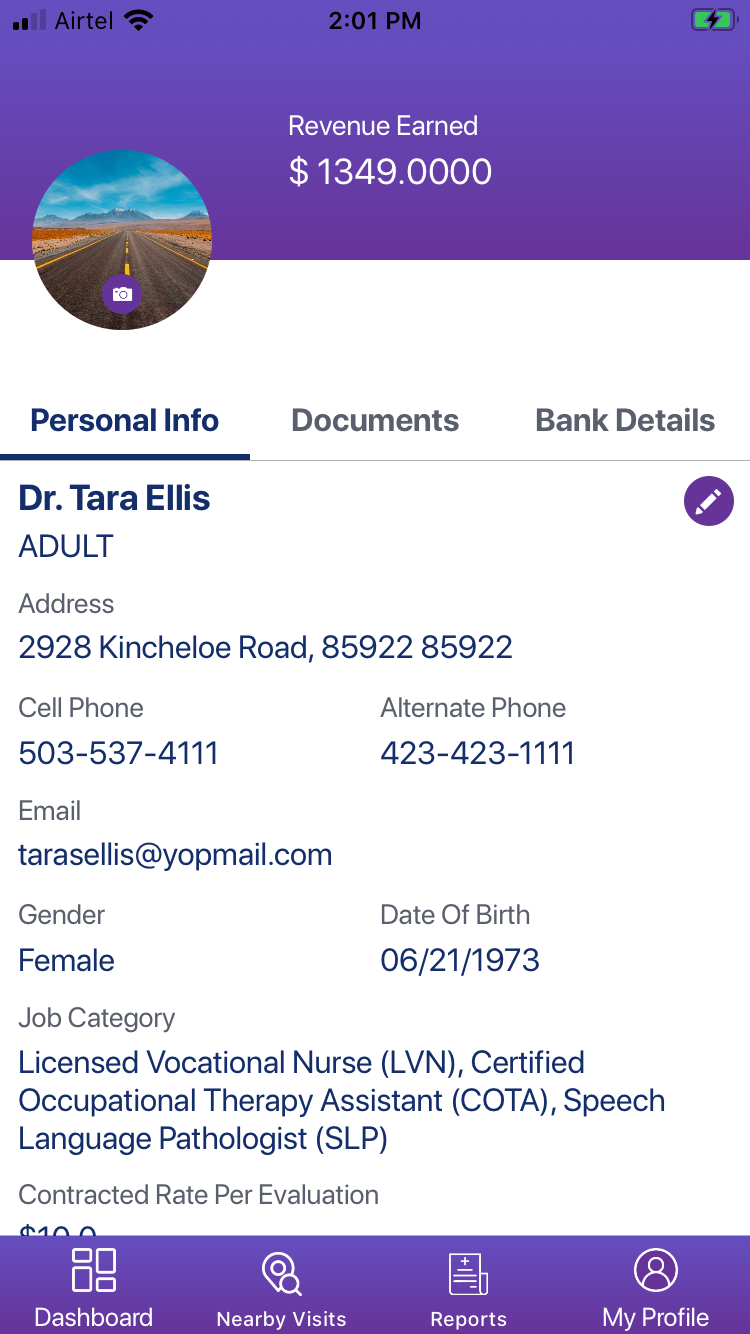 Airtel 2:01 PM
Revenue Earned
$ 1349.0000
Personal Info Documents Bank Details
Dr. Tara Ellis
ADULT
Address
2928 Kincheloe Road, 85922 85922
Cell Phone Alternate Phone
503-537-4111 423-423-1111
Email
tarasellis@yopmail.com
Gender Date Of Birth
Female 06/21/1973
Job Category
Licensed Vocational Nurse (LVN), Certified
Occupational Therapy Assistant (COTA), Speech
Language Pathologist (SLP)
Contracted Rate Per Evaluation
$10.0
Dashboard Nearby Visits Reports My Profile